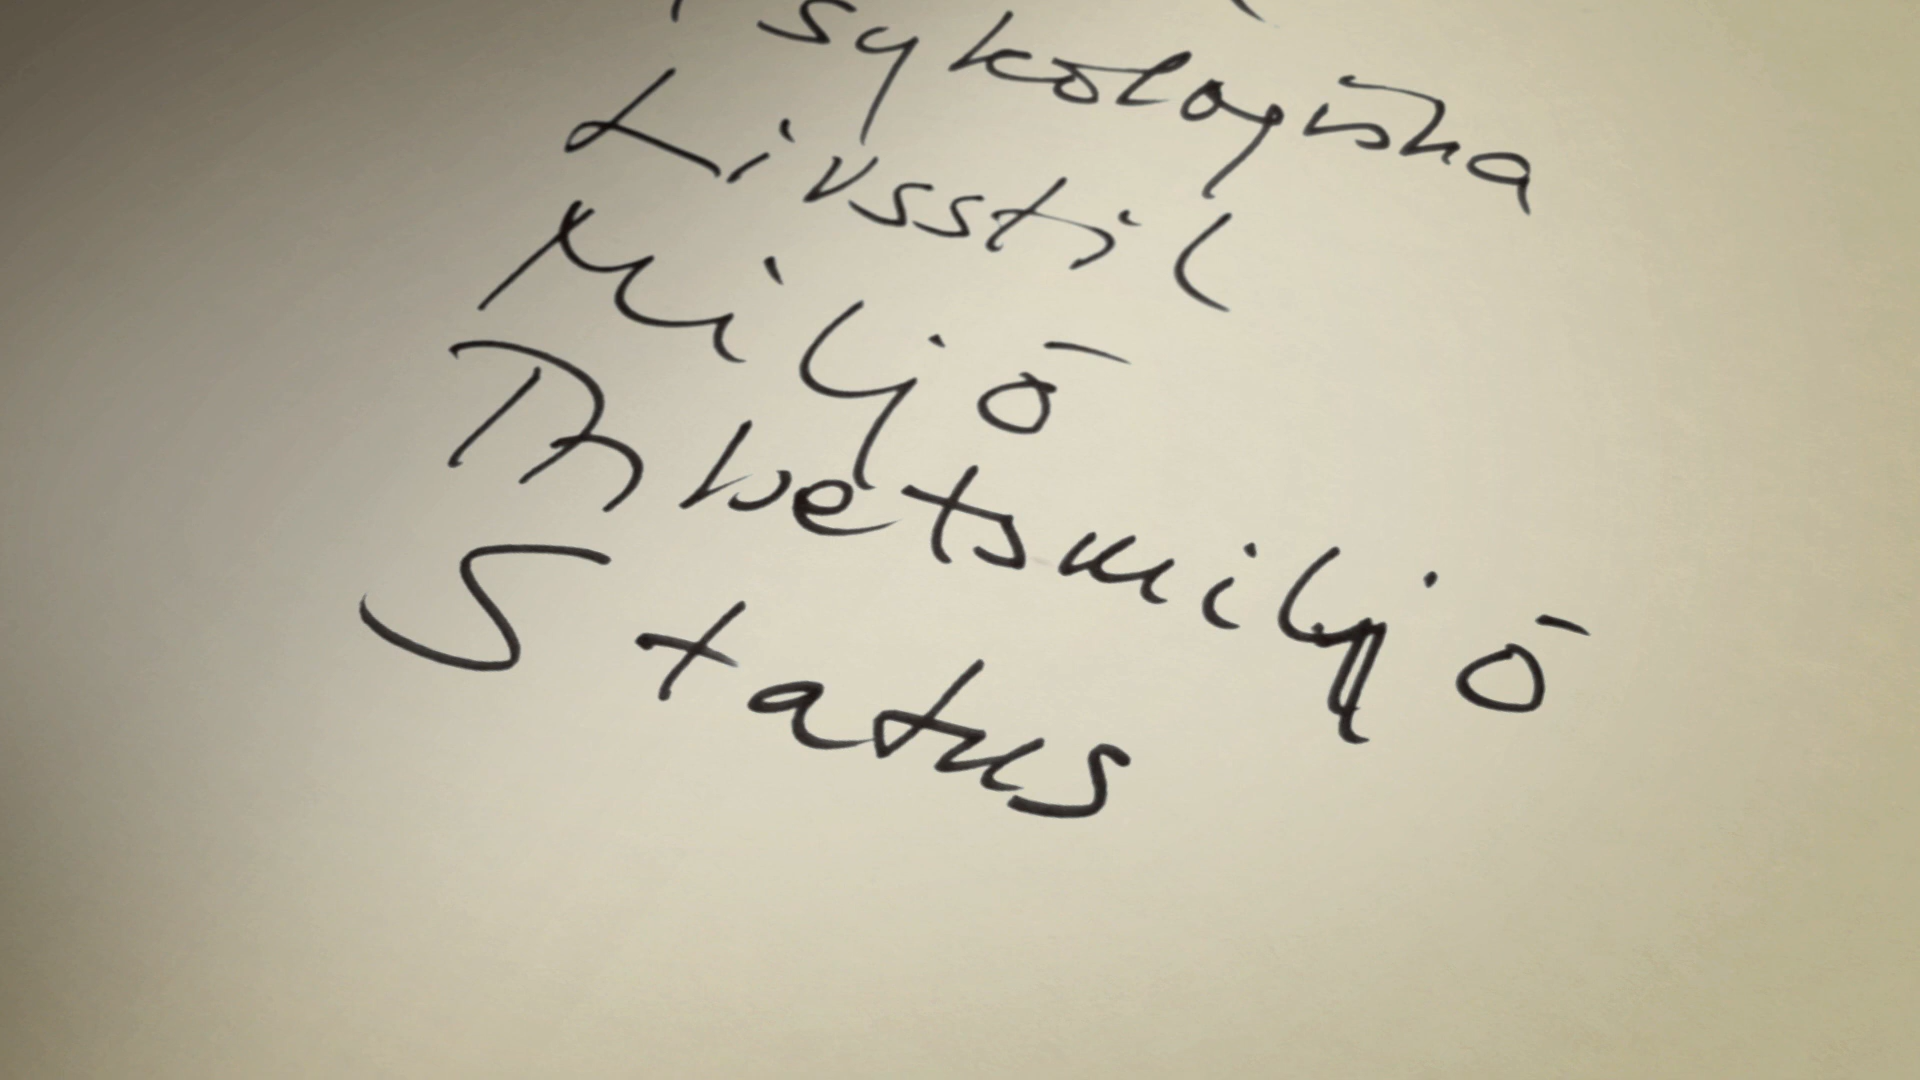 Psykologiska
Livsstil
Miljö
Arbetsmiljö
Status